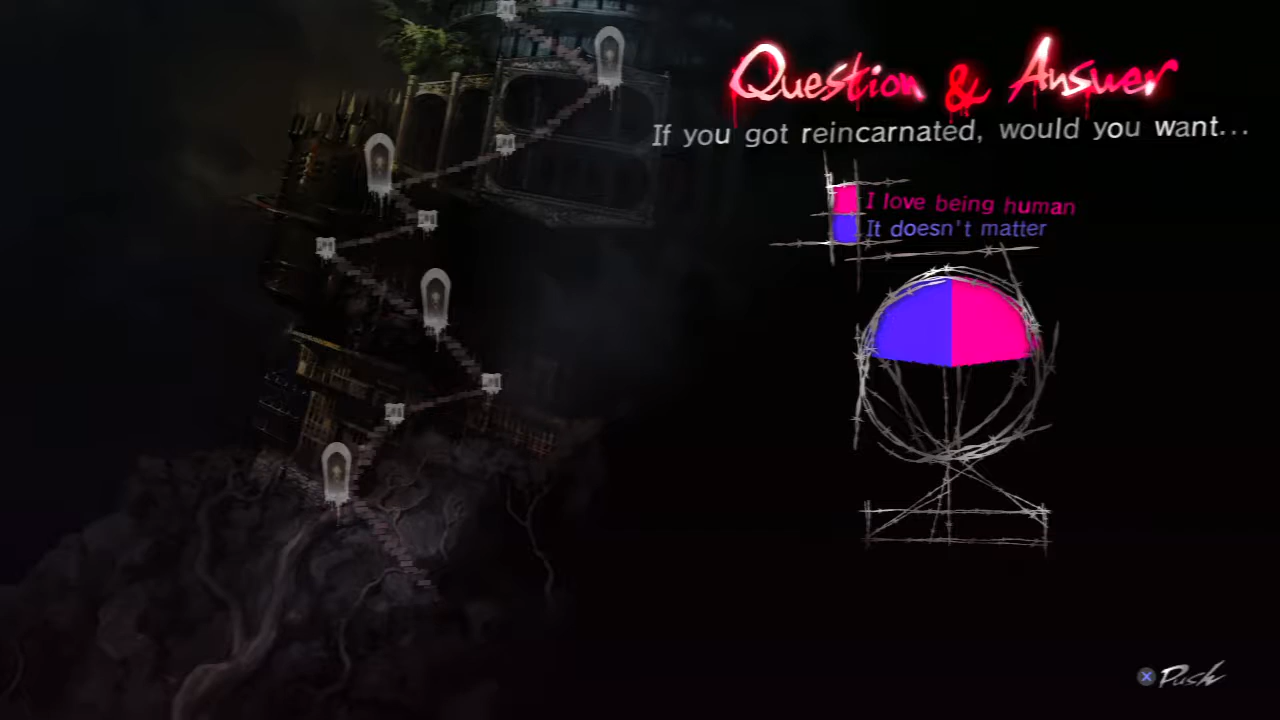 Question & Answer
If you got reincarnated, would you want...
I love being human
It doesn't matter
Push